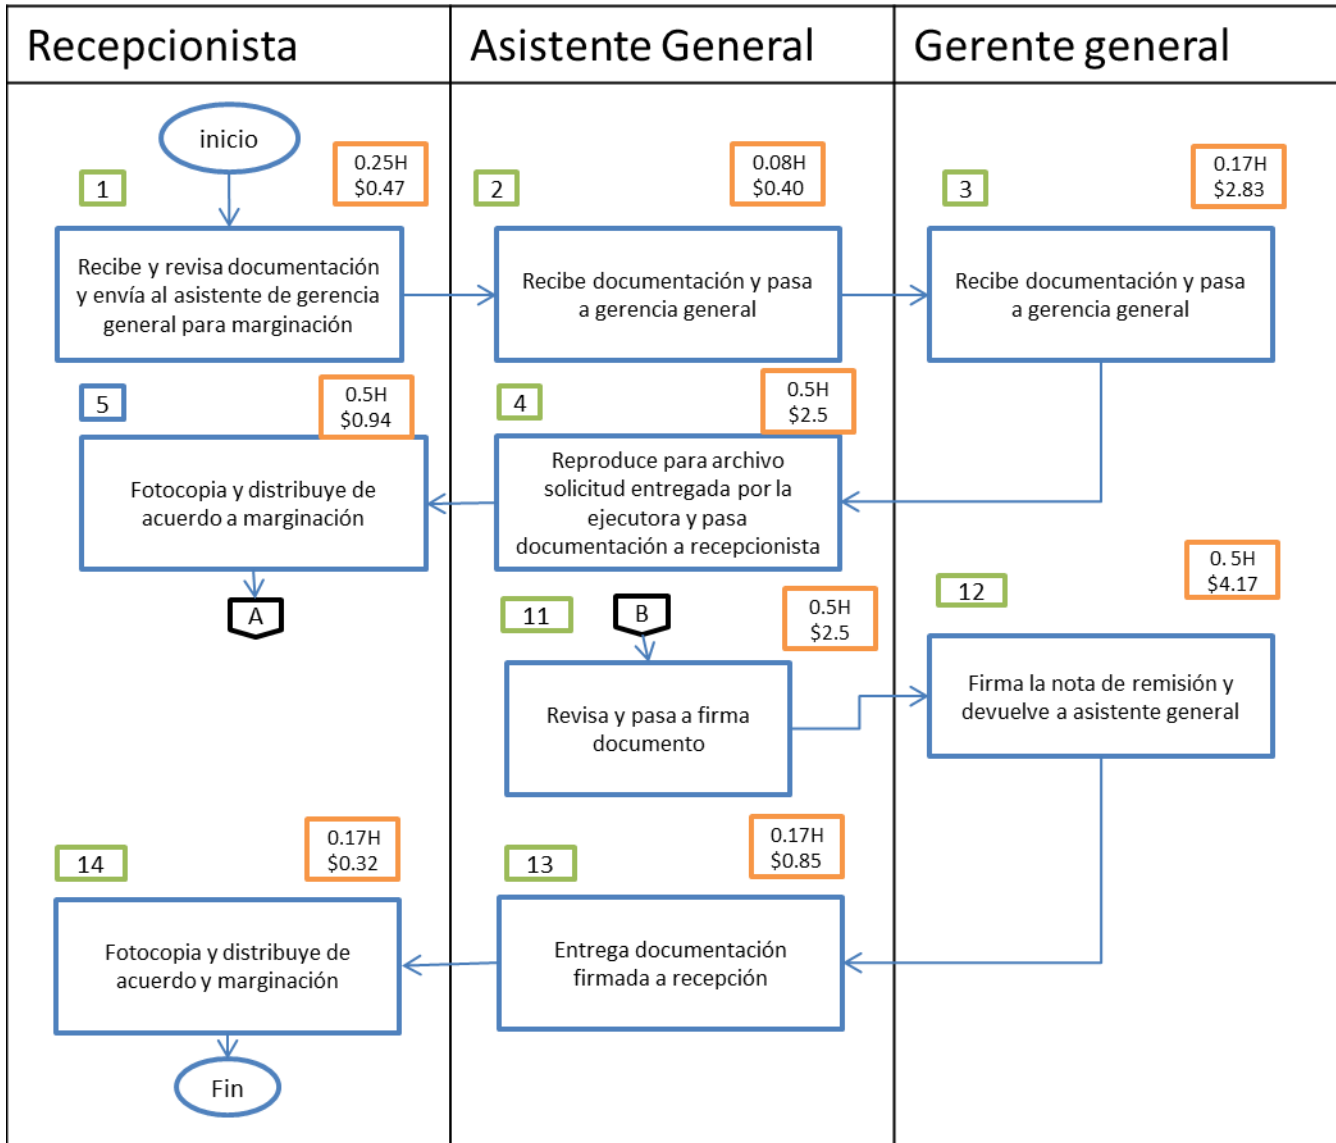 Recepcionista
Asistente General
Gerente general
inicio
1
0.25H
$0.47
Recibe y revisa documentación
y envía al asistente de gerencia
general para marginación
2
0.08H
$0.40
Recibe documentación y pasa
a gerencia general
3
0.17H
$2.83
Recibe documentación y pasa
a gerencia general
5
0.5H
$0.94
Fotocopia y distribuye de
acuerdo a marginación
A
4
0.5H
$2.5
Reproduce para archivo
solicitud entregada por la
ejecutora y pasa
documentación a recepcionista
11
B
0.5H
$2.5
Revisa y pasa a firma
documento
12
0. 5H
$4.17
Firma la nota de remisión y
devuelve a asistente general
14
0.17H
$0.32
Fotocopia y distribuye de
acuerdo y marginación
13
0.17H
$0.85
Entrega documentación
firmada a recepción
Fin